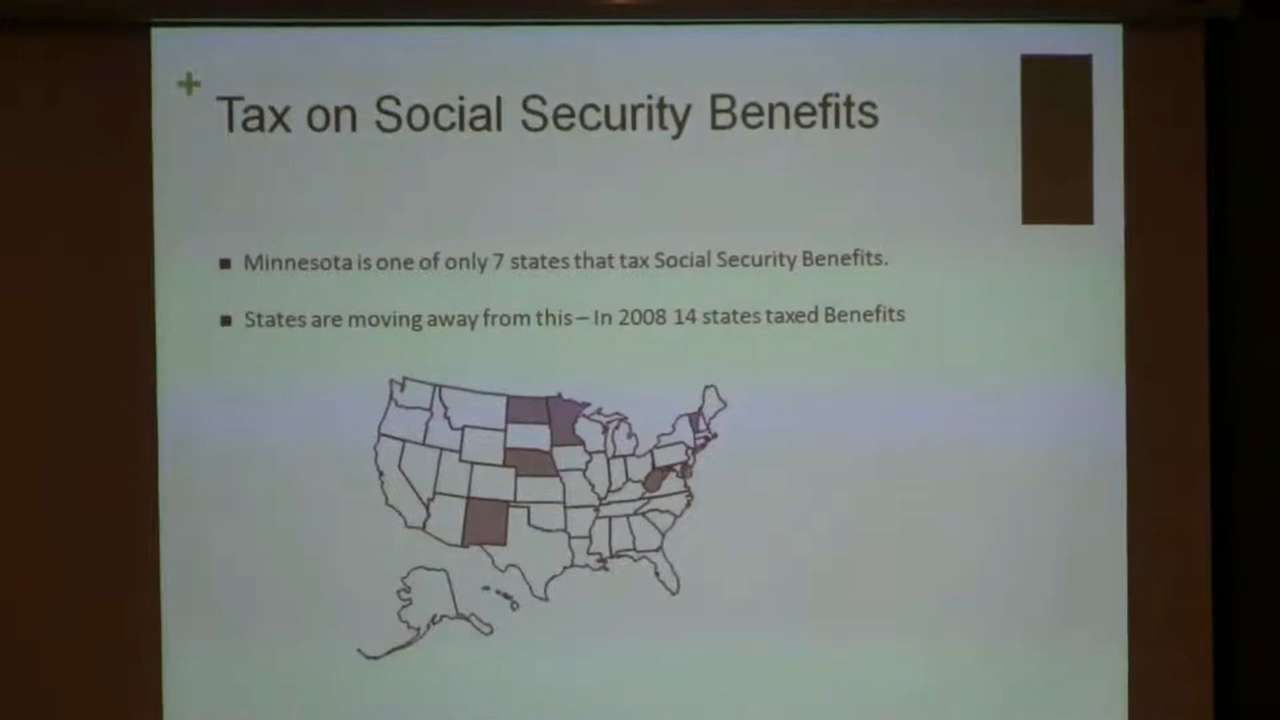 +
Tax on Social Security Benefits
■ Minnesota is one of only 7 states that tax Social Security Benefits.
■ States are moving away from this – In 2008 14 states taxed Benefits